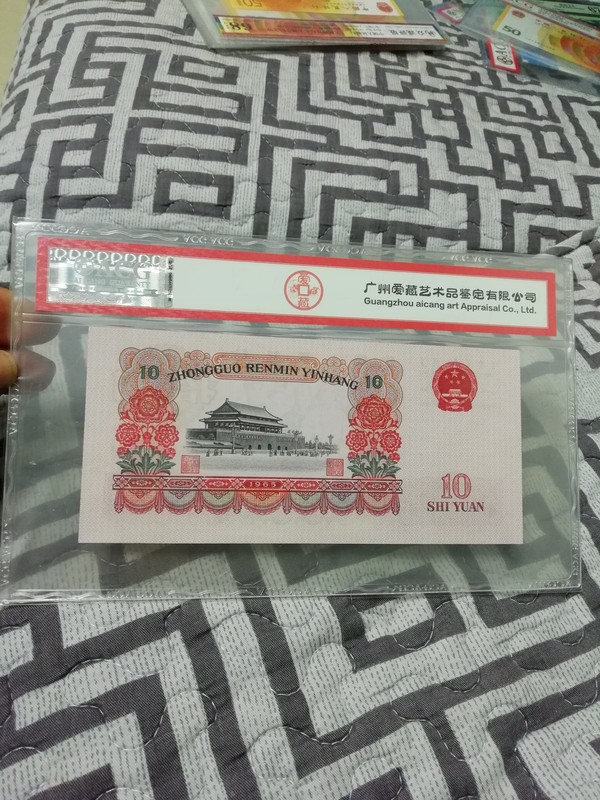 50
广州爱藏艺术品鉴定有限公司
Guangzhou aicang art Appraisal Co., Ltd.
10 ZHONGGUO RENMIN YINHANG 10
1965
10
SHI YUAN